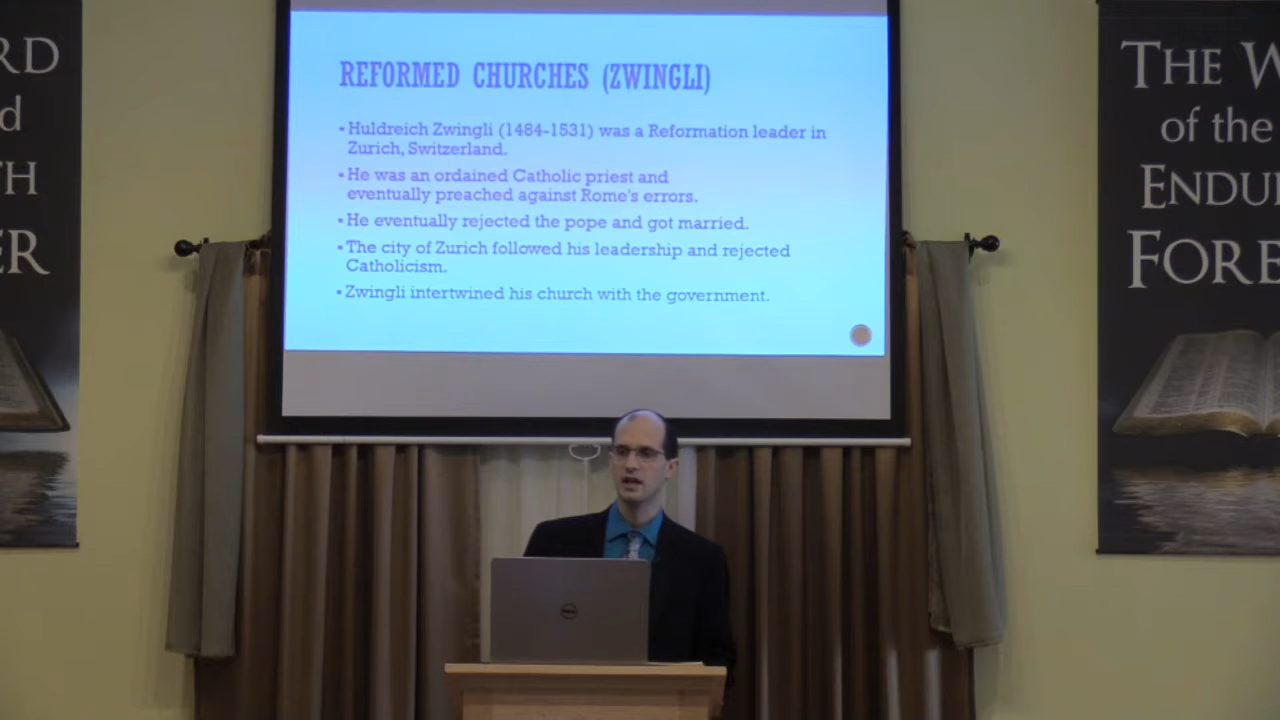 REFORMED CHURCHES (ZWINGLI)
▪ Huldreich Zwingli (1484-1531) was a Reformation leader in
Zurich, Switzerland.
▪ He was an ordained Catholic priest and
eventually preached against Rome's errors.
▪ He eventually rejected the pope and got married.
▪ The city of Zurich followed his leadership and rejected
Catholicism.
▪ Zwingli intertwined his church with the government.
RD
d
TH
ER
THE W
of the
ENDU
FORE
DELL